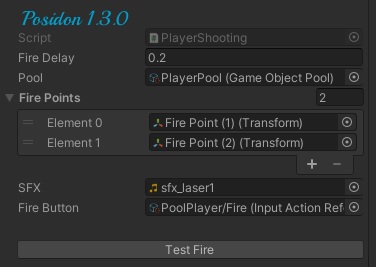 Posidon 1.3.0
Script PlayerShooting
Fire Delay 0.2
Pool PlayerPool (Game Object Pool)
Fire Points 2
Element 0 Fire Point (1) (Transform)
Element 1 Fire Point (2) (Transform)
+ −
SFX sfx_laser1
Fire Button PoolPlayer/Fire (Input Action Ref
Test Fire